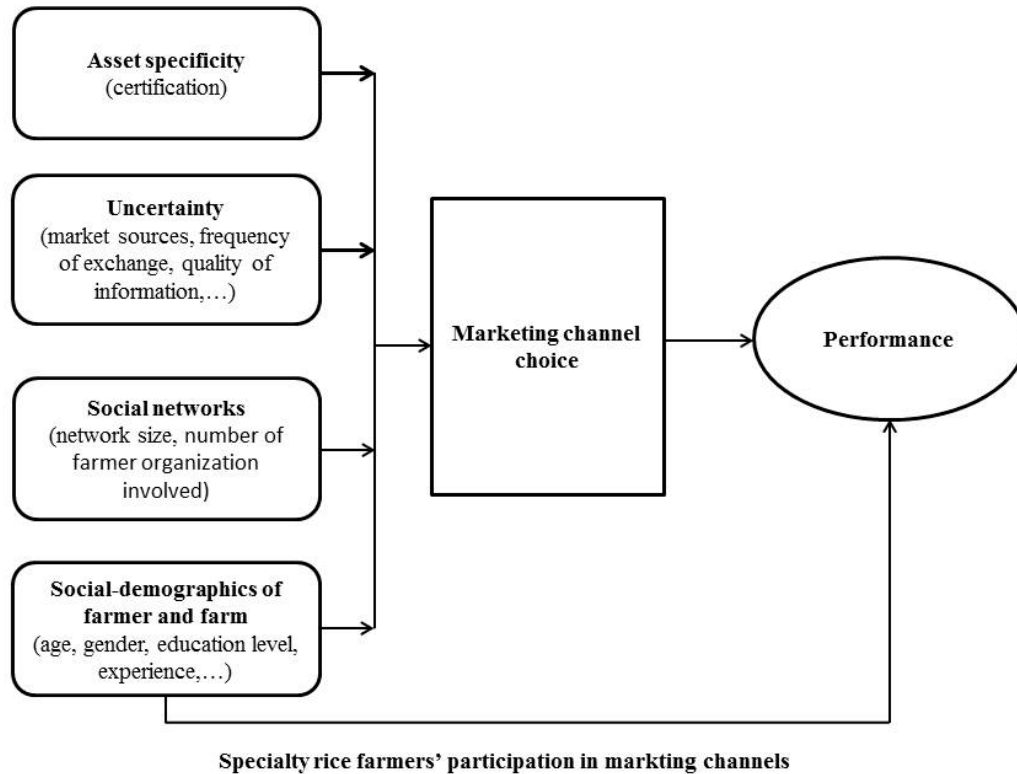 Asset specificity
(certification)
Uncertainty
(market sources, frequency
of exchange, quality of
information,...)
Social networks
(network size, number of
farmer organization
involved)
Social-demographics of
farmer and farm
(age, gender, education level,
experience,...)
Marketing channel
choice
Performance
Specialty rice farmers’ participation in markting channels